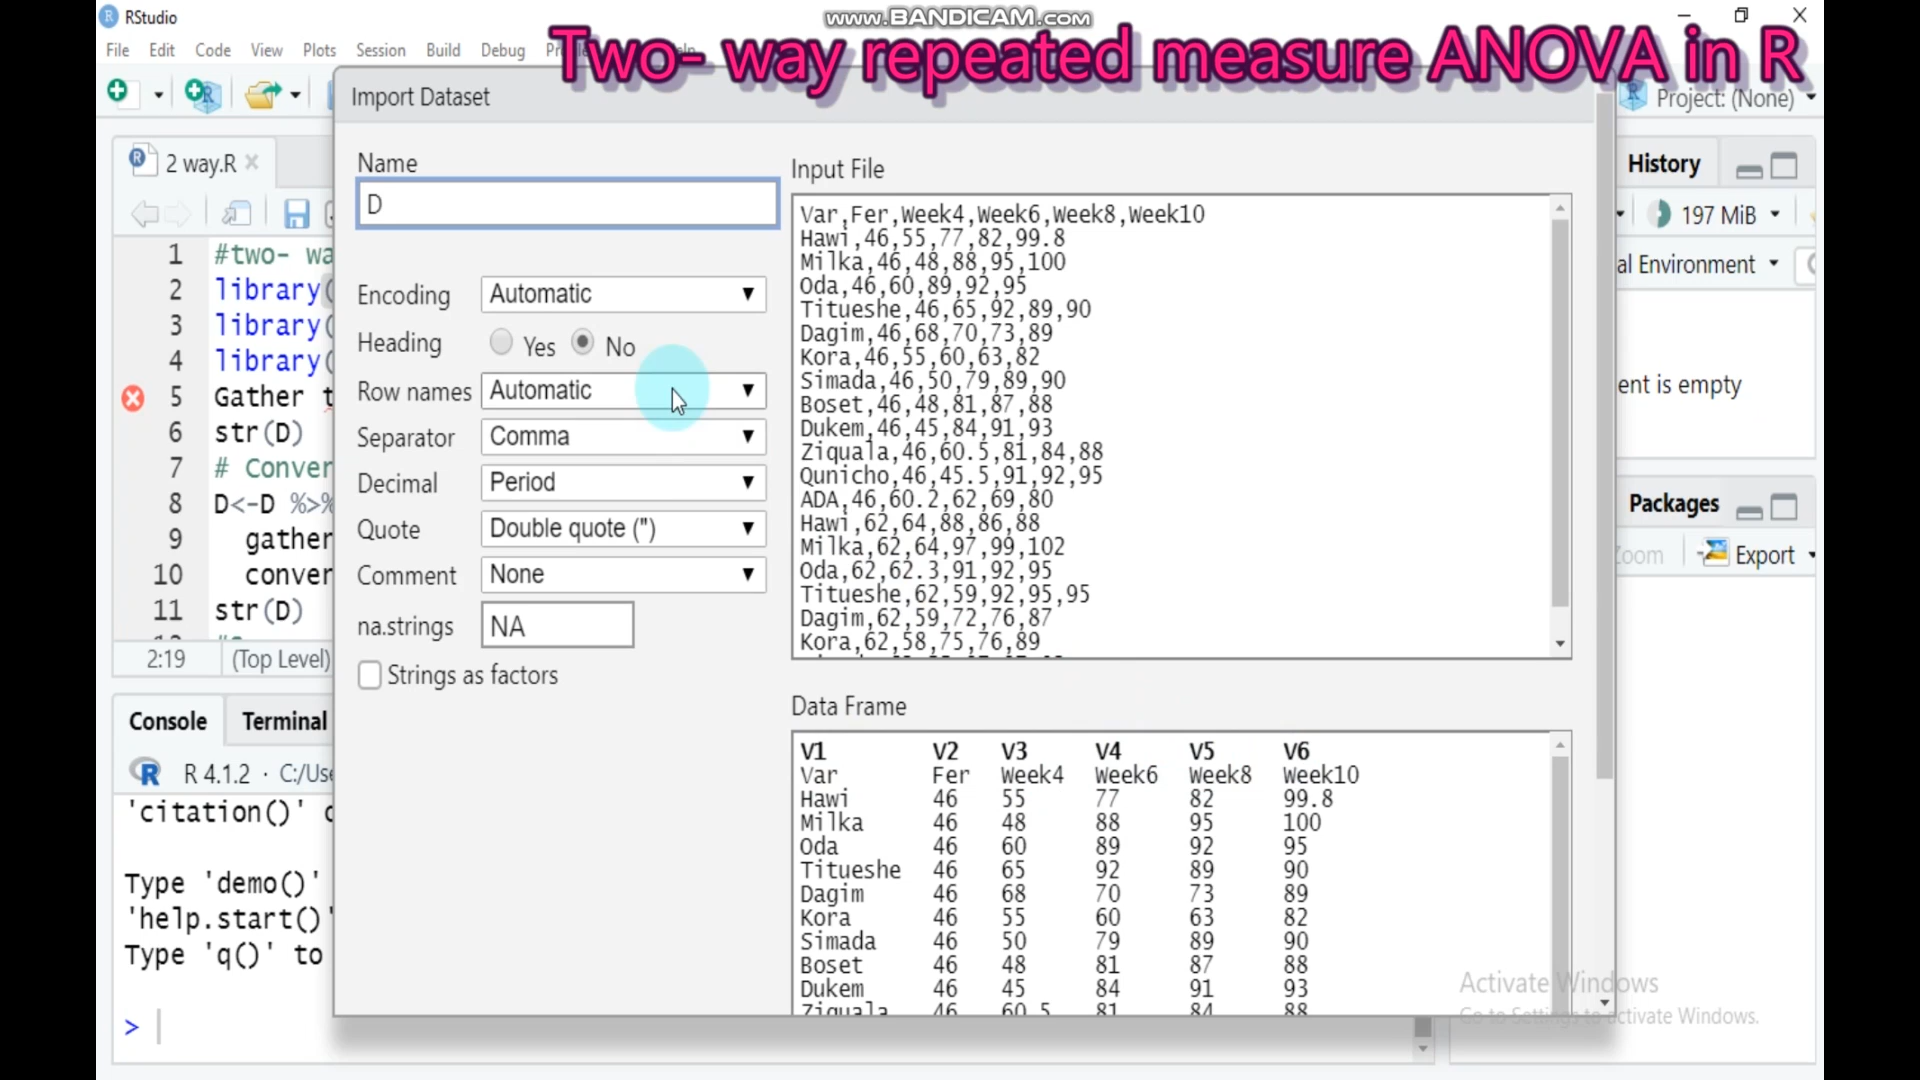 RStudio
www.BANDICAM.com
Two- way repeated measure ANOVA in R
File Edit Code View Plots Session Build Debug
Project: (None)
Import Dataset
2 way.R
Name
D
Encoding Automatic
Heading Yes No
Row names Automatic
Separator Comma
Decimal Period
Quote Double quote (")
Comment None
na.strings NA
Strings as factors
Input File
Var,Fer,Week4,Week6,Week8,Week10
Hawi,46,55,77,82,99.8
Milka,46,48,88,95,100
Oda,46,60,89,92,95
Titueshe,46,65,92,89,90
Dagim,46,68,70,73,89
Kora,46,55,60,63,82
Simada,46,50,79,89,90
Boset,46,48,81,87,88
Dukem,46,45,84,91,93
Ziquala,46,60.5,81,84,88
Qunicho,46,45.5,91,92,95
ADA,46,60.2,62,69,80
Hawi,62,64,88,86,88
Milka,62,64,97,99,102
Oda,62,62.3,91,92,95
Titueshe,62,59,92,95,95
Dagim,62,59,72,76,87
Kora,62,58,75,76,89
Data Frame
V1 V2 V3 V4 V5 V6
Var Fer Week4 Week6 Week8 Week10
Hawi 46 55 77 82 99.8
Milka 46 48 88 95 100
Oda 46 60 89 92 95
Titueshe 46 65 92 89 90
Dagim 46 68 70 73 89
Kora 46 55 60 63 82
Simada 46 50 79 89 90
Boset 46 48 81 87 88
Dukem 46 45 84 91 93
Ziquala 46 60.5 81 84 88
1 #two- wa
2 library(
3 library(
4 library(
5 Gather t
6 str(D)
7 # Conver
8 D<-D %>%
9 gather
10 conver
11 str(D)
2:19 (Top Level)
Console Terminal
R 4.1.2 · C:/Use
'citation()' o
Type 'demo()'
'help.start()'
Type 'q()' to
>
History
197 MiB
al Environment
ent is empty
Packages
Zoom Export
Activate Windows
Go to Settings to activate Windows.